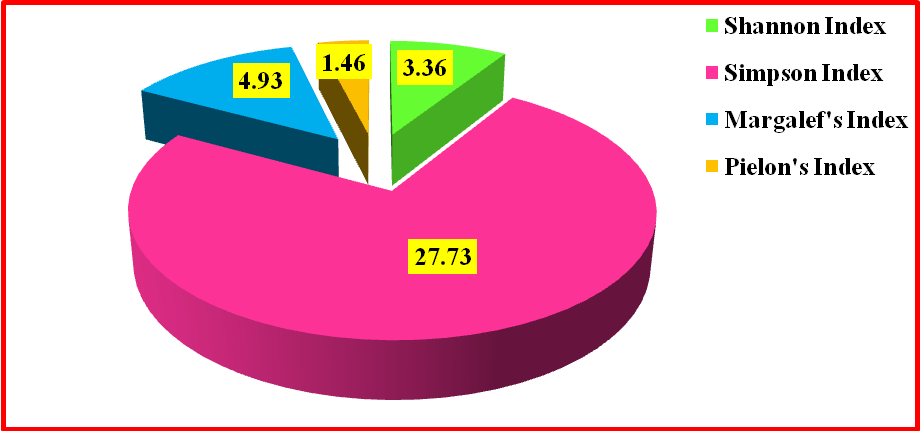 Shannon Index
Simpson Index
Margalef's Index
Pielon's Index
3.36
27.73
4.93
1.46